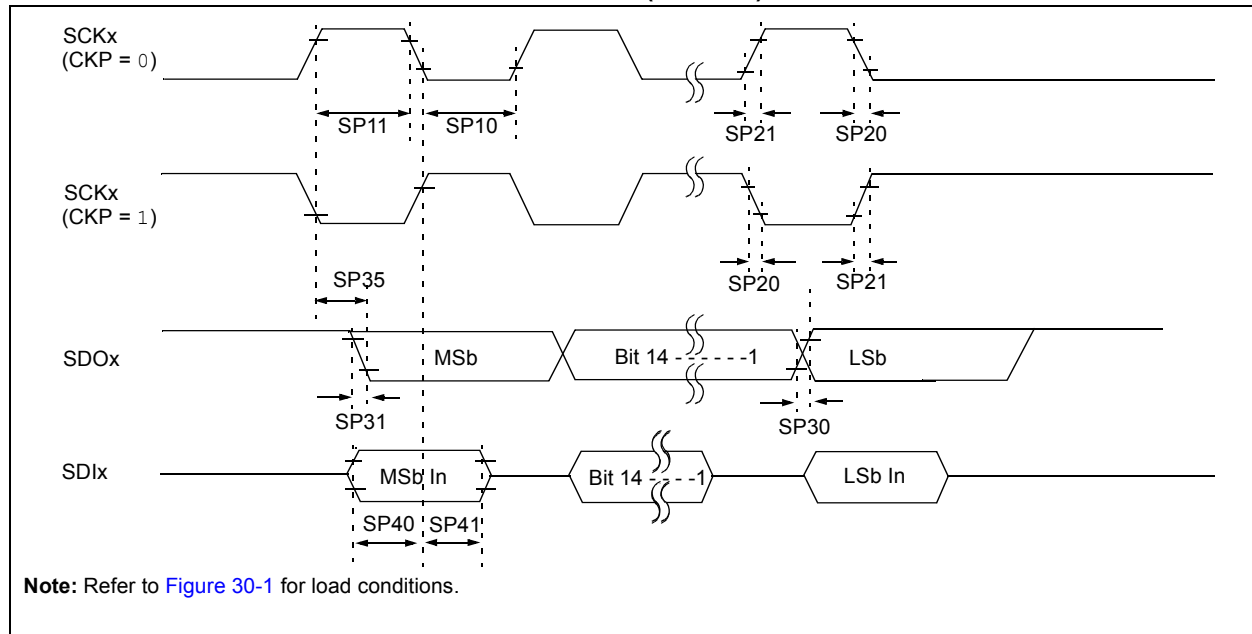 SCKx
(CKP = 0)
SP11
SP10
SP21
SP20
SCKx
(CKP = 1)
SP35
SP20
SP21
SDOx
MSb
Bit 14 - - - - - -1
LSb
SP31
SP30
SDIx
MSb In
Bit 14 - - - -1
LSb In
SP40
SP41
Note: Refer to Figure 30-1 for load conditions.